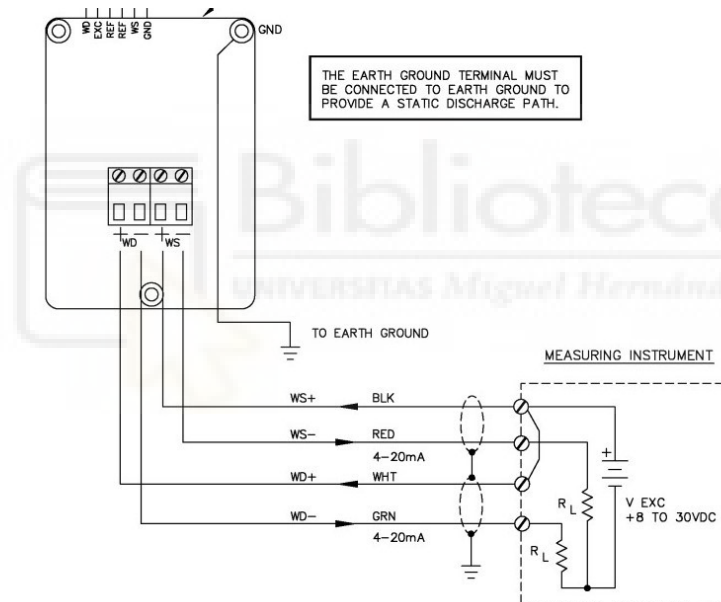 WD
EXC
REF
REF
WS
GND
GND
THE EARTH GROUND TERMINAL MUST
BE CONNECTED TO EARTH GROUND TO
PROVIDE A STATIC DISCHARGE PATH.
Biblioteca
UNIVERSITAS Miguel Hernández
+ WD − + WS −
TO EARTH GROUND
MEASURING INSTRUMENT
WS+ BLK
WS− RED
4−20mA
WD+ WHT
WD− GRN
4−20mA
+
RL
V EXC
+8 TO 30VDC
RL